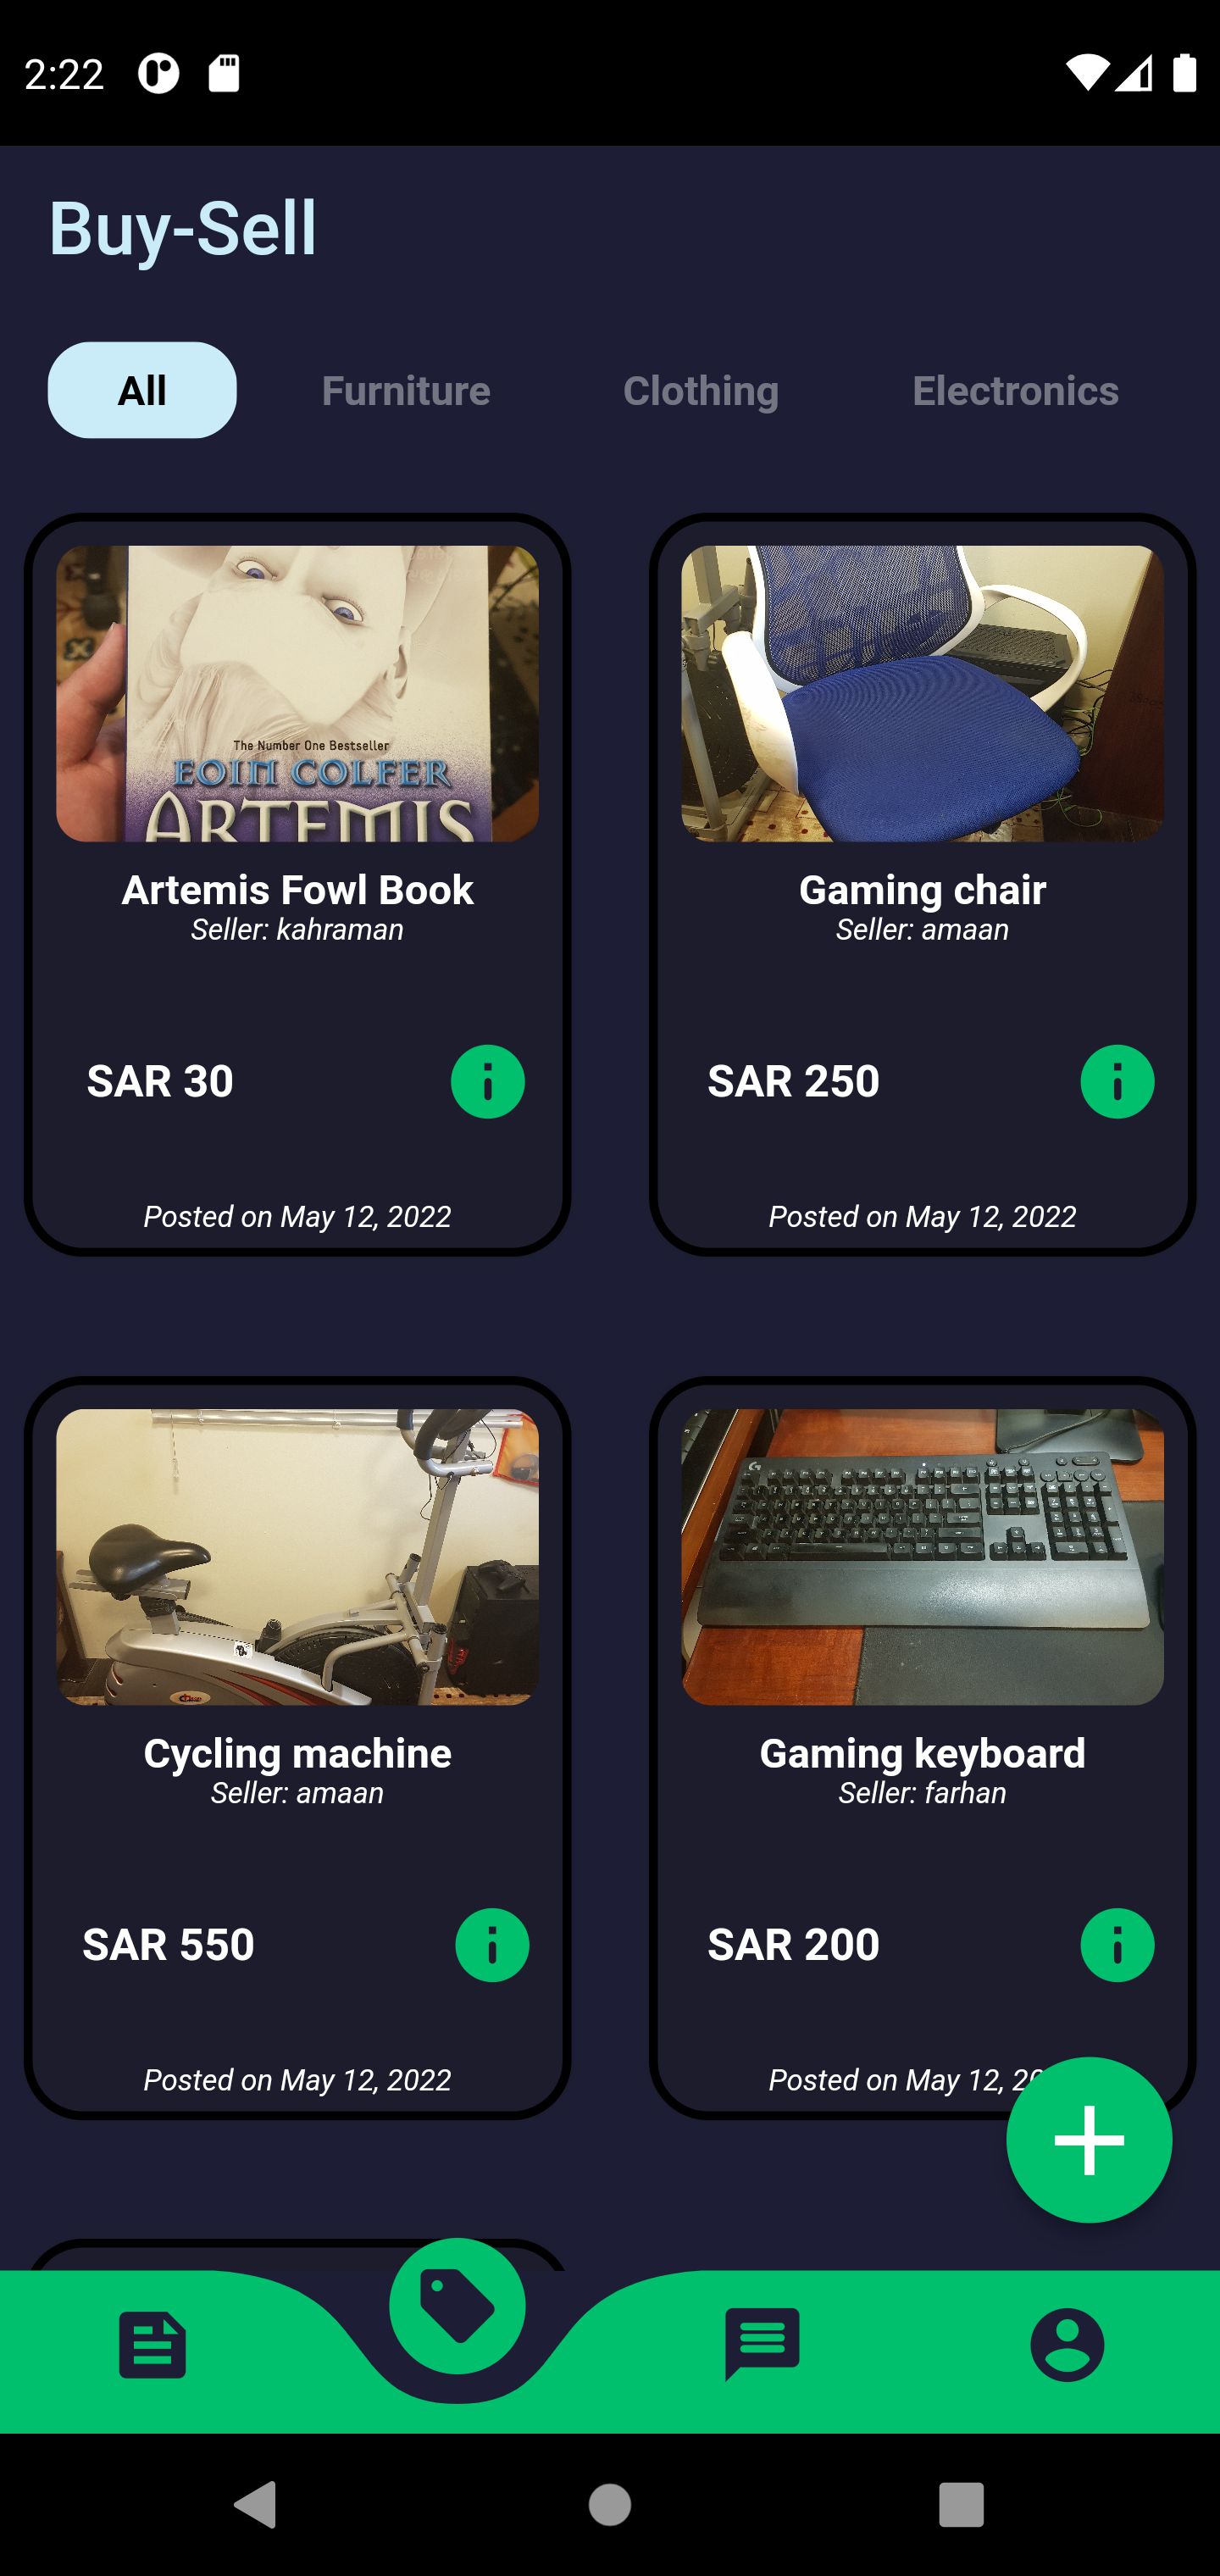 2:22
Buy-Sell
All Furniture Clothing Electronics
The Number One Bestseller
EOIN COLFER
ARTEMIS
Artemis Fowl Book
Seller: kahraman
SAR 30
Posted on May 12, 2022
Gaming chair
Seller: amaan
SAR 250
Posted on May 12, 2022
Cycling machine
Seller: amaan
SAR 550
Posted on May 12, 2022
Gaming keyboard
Seller: farhan
SAR 200
Posted on May 12, 20